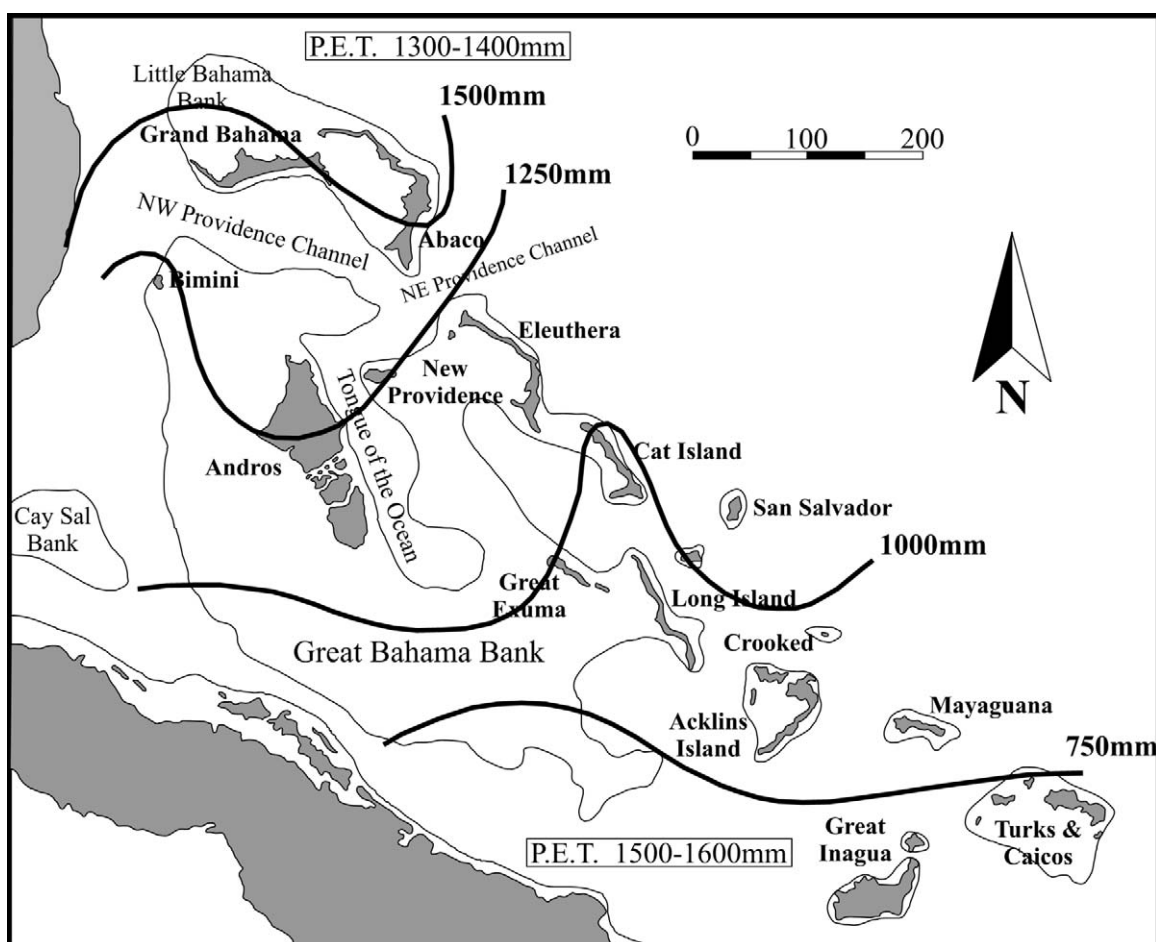 P.E.T. 1300-1400mm
Little Bahama
Bank
1500mm
Grand Bahama
0 100 200
1250mm
NW Providence Channel
Abaco
NE Providence Channel
Bimini
Eleuthera
New
Providence
Tongue of the Ocean
N
Andros
Cat Island
San Salvador
Cay Sal
Bank
1000mm
Great
Exuma
Long Island
Crooked
Great Bahama Bank
Acklins
Island
Mayaguana
750mm
P.E.T. 1500-1600mm
Great
Inagua
Turks &
Caicos